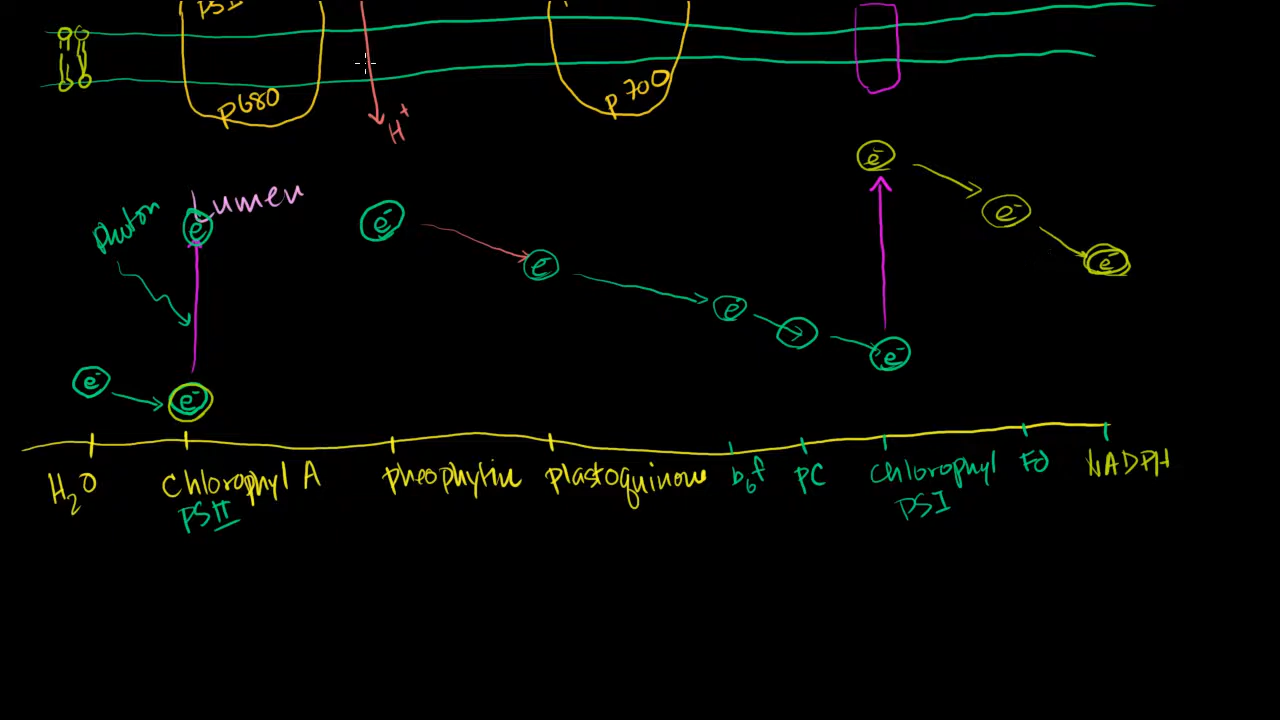 PSI
P680
P700
H+
Lumen
Photon
e
e-
e-
e-
e-
e-
e-
e-
e-
e-
e-
H2O
Chlorophyl A
PSII
pheophytin
plastoquinone
b6f
PC
Chlorophyl
PSI
Fd
NADPH